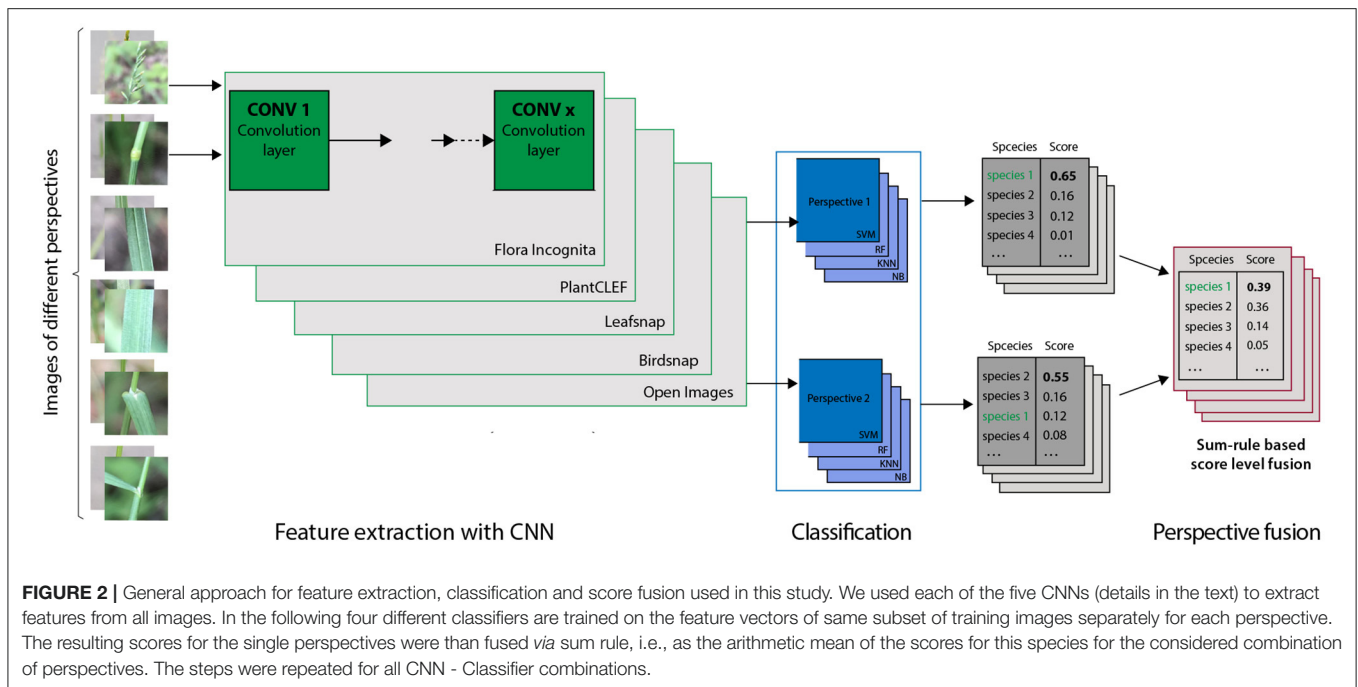 Images of different perspectives
CONV 1
Convolution
layer
CONV x
Convolution
layer
Flora Incognita
PlantCLEF
Leafsnap
Birdsnap
Open Images
Feature extraction with CNN
Perspective 1
SVM
RF
KNN
NB
Perspective 2
SVM
RF
KNN
NB
Classification
Spcecies Score
species 1 0.65
species 2 0.16
species 3 0.12
species 4 0.01
... ...
Spcecies Score
species 2 0.55
species 3 0.16
species 1 0.12
species 4 0.08
... ...
Spcecies Score
species 1 0.39
species 2 0.36
species 3 0.14
species 4 0.05
... ...
Sum-rule based
score level fusion
Perspective fusion
FIGURE 2 | General approach for feature extraction, classification and score fusion used in this study. We used each of the five CNNs (details in the text) to extract
features from all images. In the following four different classifiers are trained on the feature vectors of same subset of training images separately for each perspective.
The resulting scores for the single perspectives were than fused via sum rule, i.e., as the arithmetic mean of the scores for this species for the considered combination
of perspectives. The steps were repeated for all CNN - Classifier combinations.